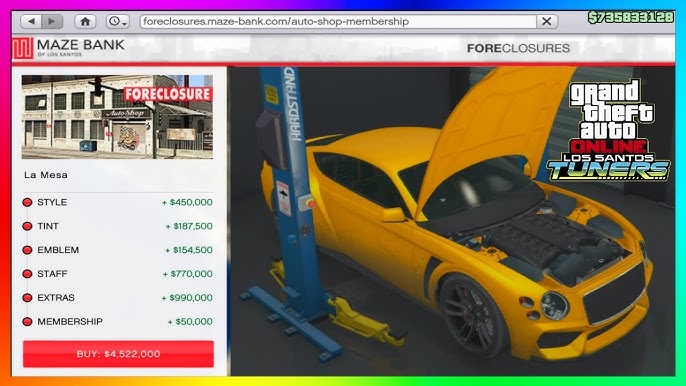 foreclosures.maze-bank.com/auto-shop-membership
$735833128
MAZE BANK
OF LOS SANTOS
FORECLOSURES
FORECLOSURE
AutoShop
La Mesa
STYLE + $450,000
TINT + $187,500
EMBLEM + $154,500
STAFF + $770,000
EXTRAS + $990,000
MEMBERSHIP + $50,000
BUY: $4,522,000
HARDSTAND
grand
theft
auto
ONLINE
LOS SANTOS
TUNERS